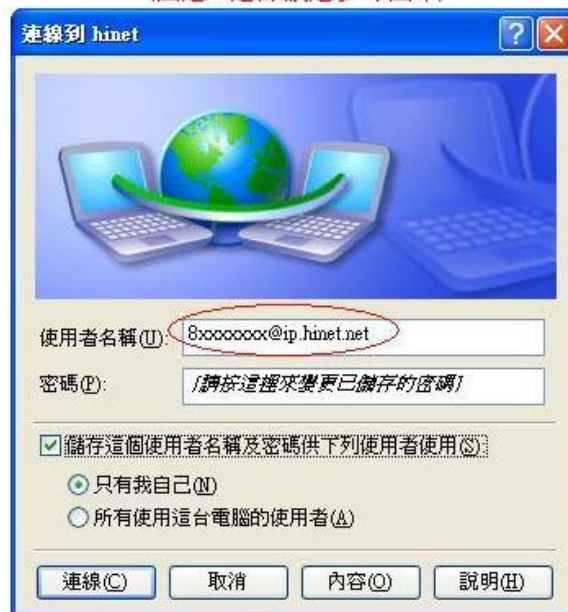 連線到 hinet
使用者名稱(U):
8xxxxxxx@ip.hinet.net
密碼(P):
[請按這裡來變更已儲存的密碼]
儲存這個使用者名稱及密碼供下列使用者使用(S):
只有我自己(N)
所有使用這台電腦的使用者(A)
連線(C) 取消 內容(O) 說明(H)